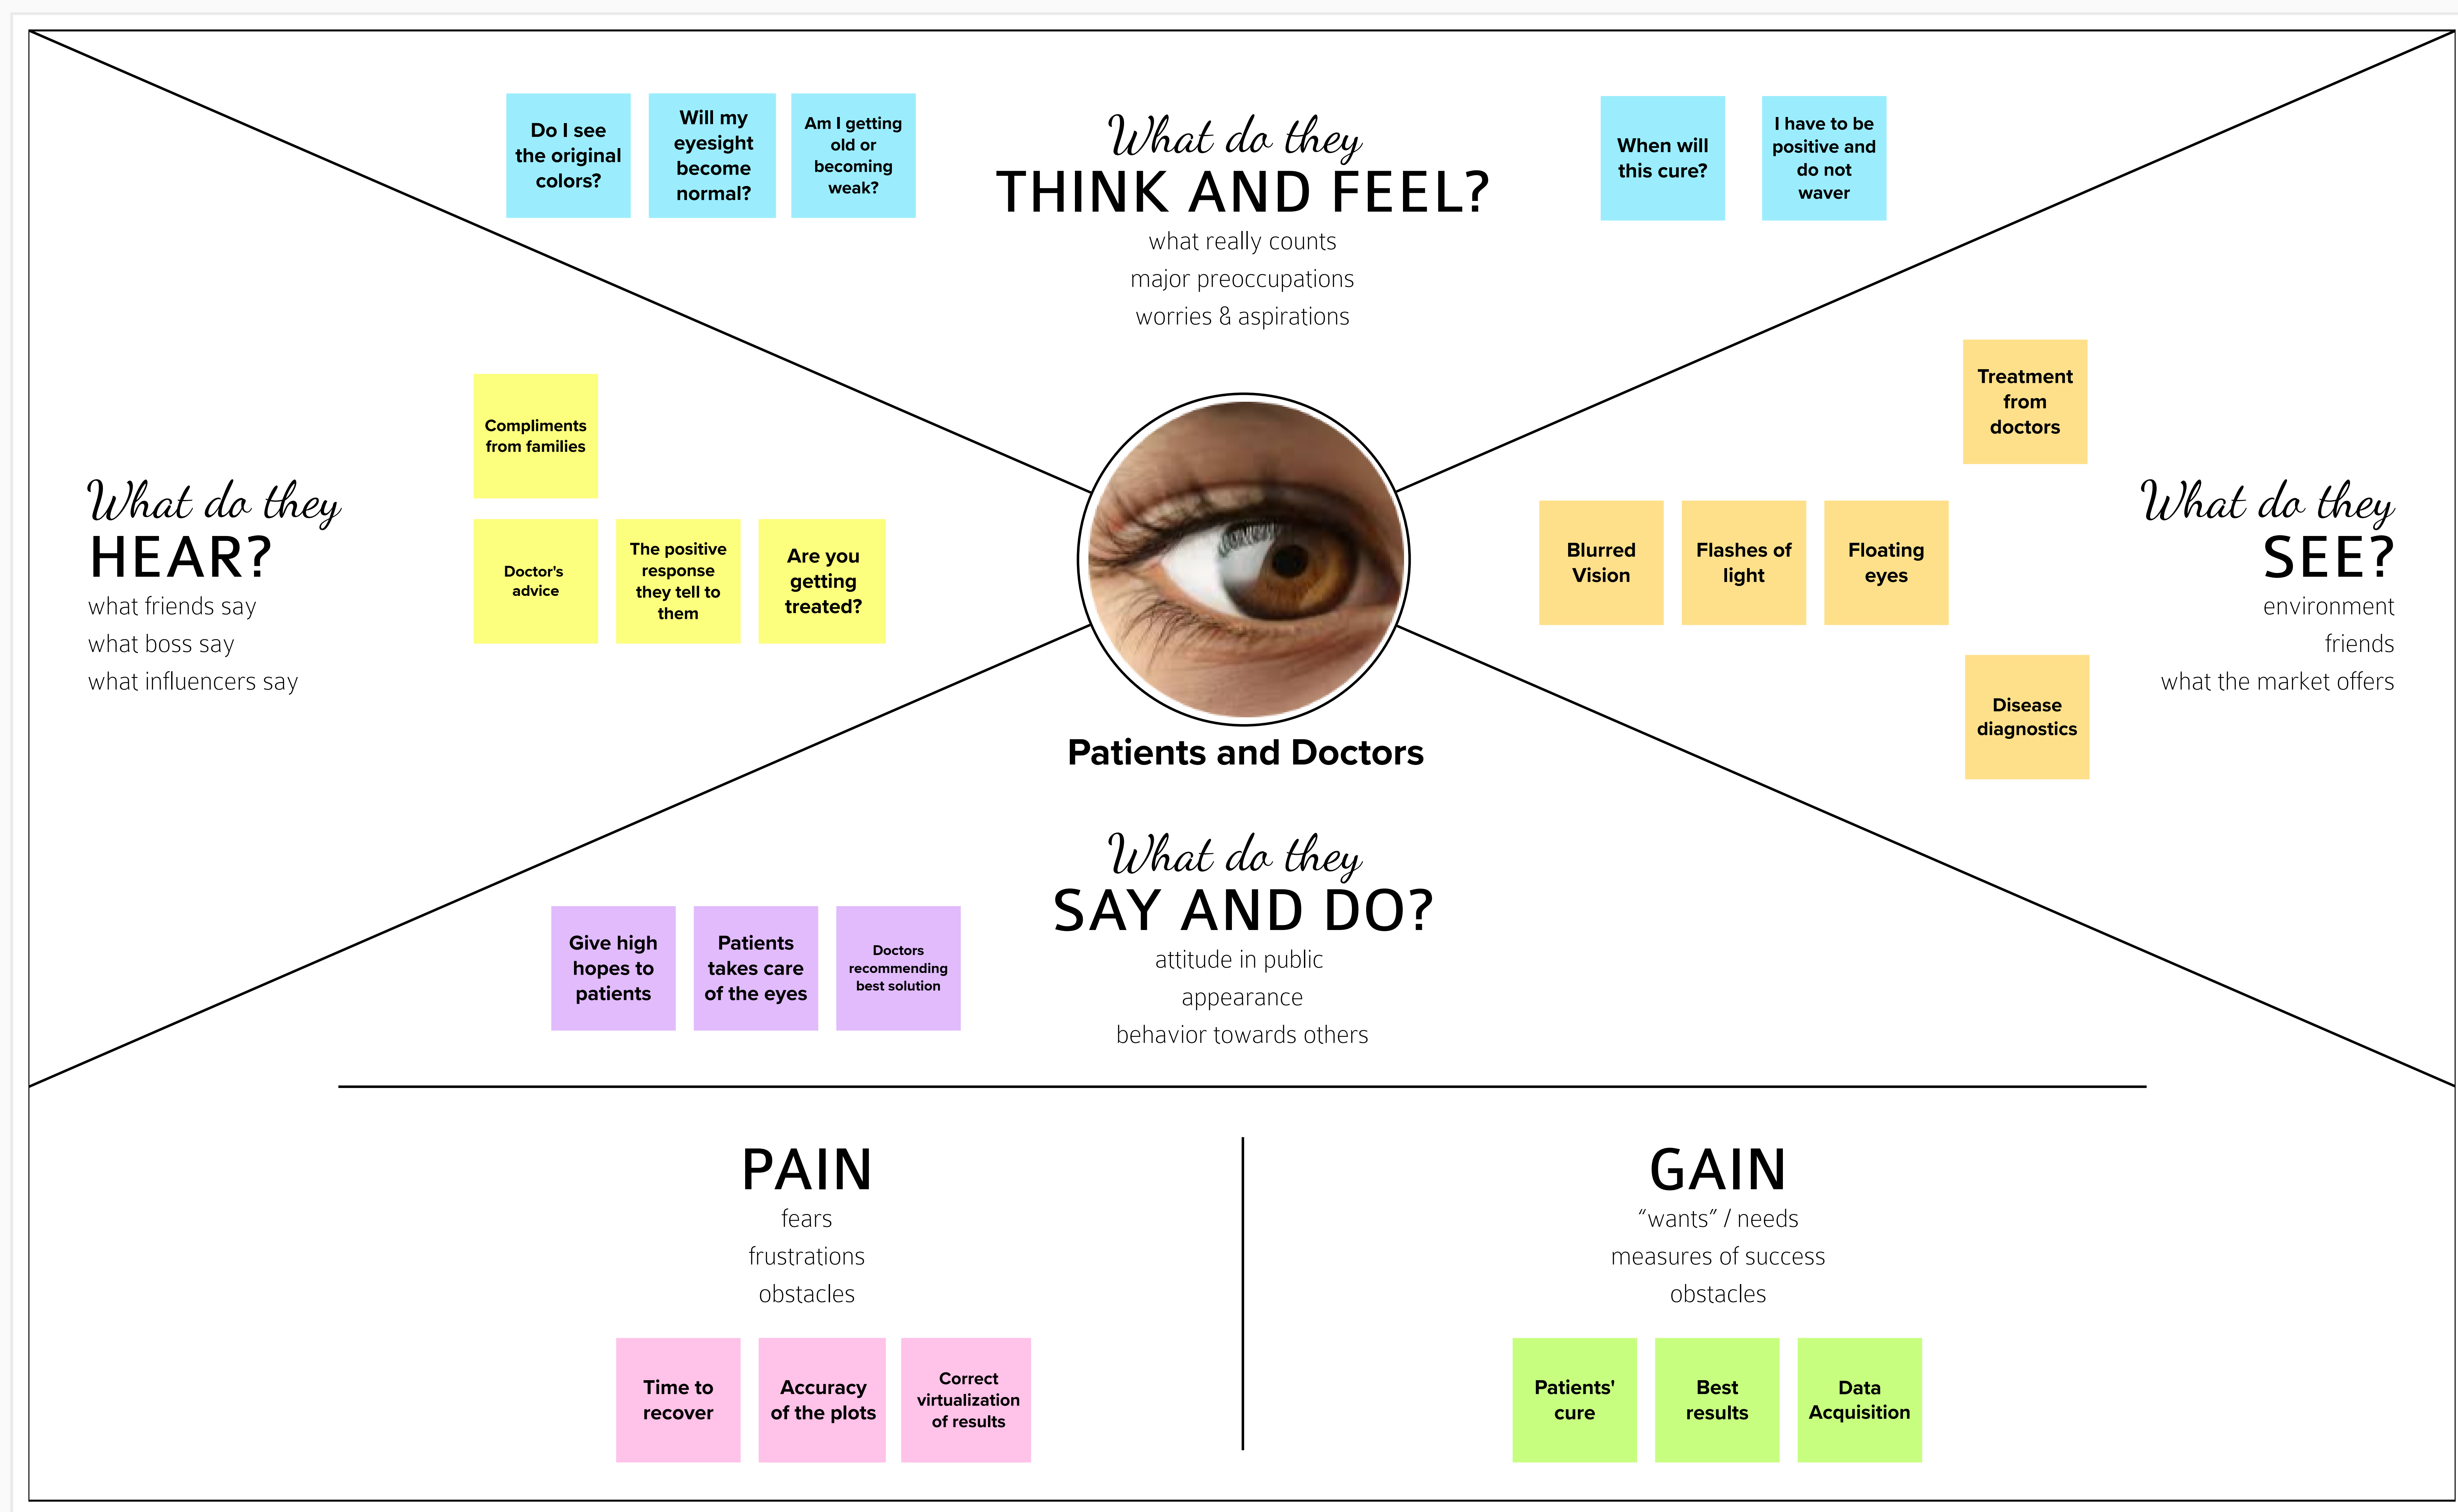 Do I see
the original
colors?
Will my
eyesight
become
normal?
Am I getting
old or
becoming
weak?
What do they
THINK AND FEEL?
what really counts
major preoccupations
worries & aspirations
When will
this cure?
I have to be
positive and
do not
waver
What do they
HEAR?
what friends say
what boss say
what influencers say
Compliments
from families
Doctor's
advice
The positive
response
they tell to
them
Are you
getting
treated?
Treatment
from
doctors
Blurred
Vision
Flashes of
light
Floating
eyes
Disease
diagnostics
What do they
SEE?
environment
friends
what the market offers
Patients and Doctors
What do they
SAY AND DO?
attitude in public
appearance
behavior towards others
Give high
hopes to
patients
Patients
takes care
of the eyes
Doctors
recommending
best solution
PAIN
fears
frustrations
obstacles
Time to
recover
Accuracy
of the plots
Correct
virtualization
of results
GAIN
“wants” / needs
measures of success
obstacles
Patients'
cure
Best
results
Data
Acquisition